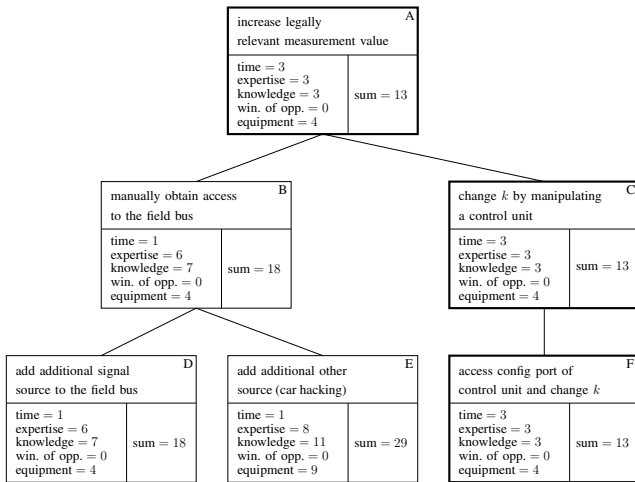 A
increase legally
relevant measurement value
time = 3
expertise = 3
knowledge = 3
win. of opp. = 0
equipment = 4
sum = 13
B
manually obtain access
to the field bus
time = 1
expertise = 6
knowledge = 7
win. of opp. = 0
equipment = 4
sum = 18
C
change k by manipulating
a control unit
time = 3
expertise = 3
knowledge = 3
win. of opp. = 0
equipment = 4
sum = 13
D
add additional signal
source to the field bus
time = 1
expertise = 6
knowledge = 7
win. of opp. = 0
equipment = 4
sum = 18
E
add additional other
source (car hacking)
time = 1
expertise = 8
knowledge = 11
win. of opp. = 0
equipment = 9
sum = 29
F
access config port of
control unit and change k
time = 3
expertise = 3
knowledge = 3
win. of opp. = 0
equipment = 4
sum = 13